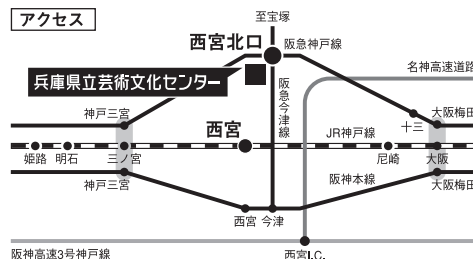 アクセス
至宝塚
西宮北口
阪急神戸線
兵庫県立芸術文化センター
阪急今津線
名神高速道路
神戸三宮
西宮
JR神戸線
十三
大阪梅田
姫路
明石
三ノ宮
尼崎
大阪
神戸三宮
阪神本線
大阪梅田
西宮
今津
阪神高速3号神戸線
西宮I.C.